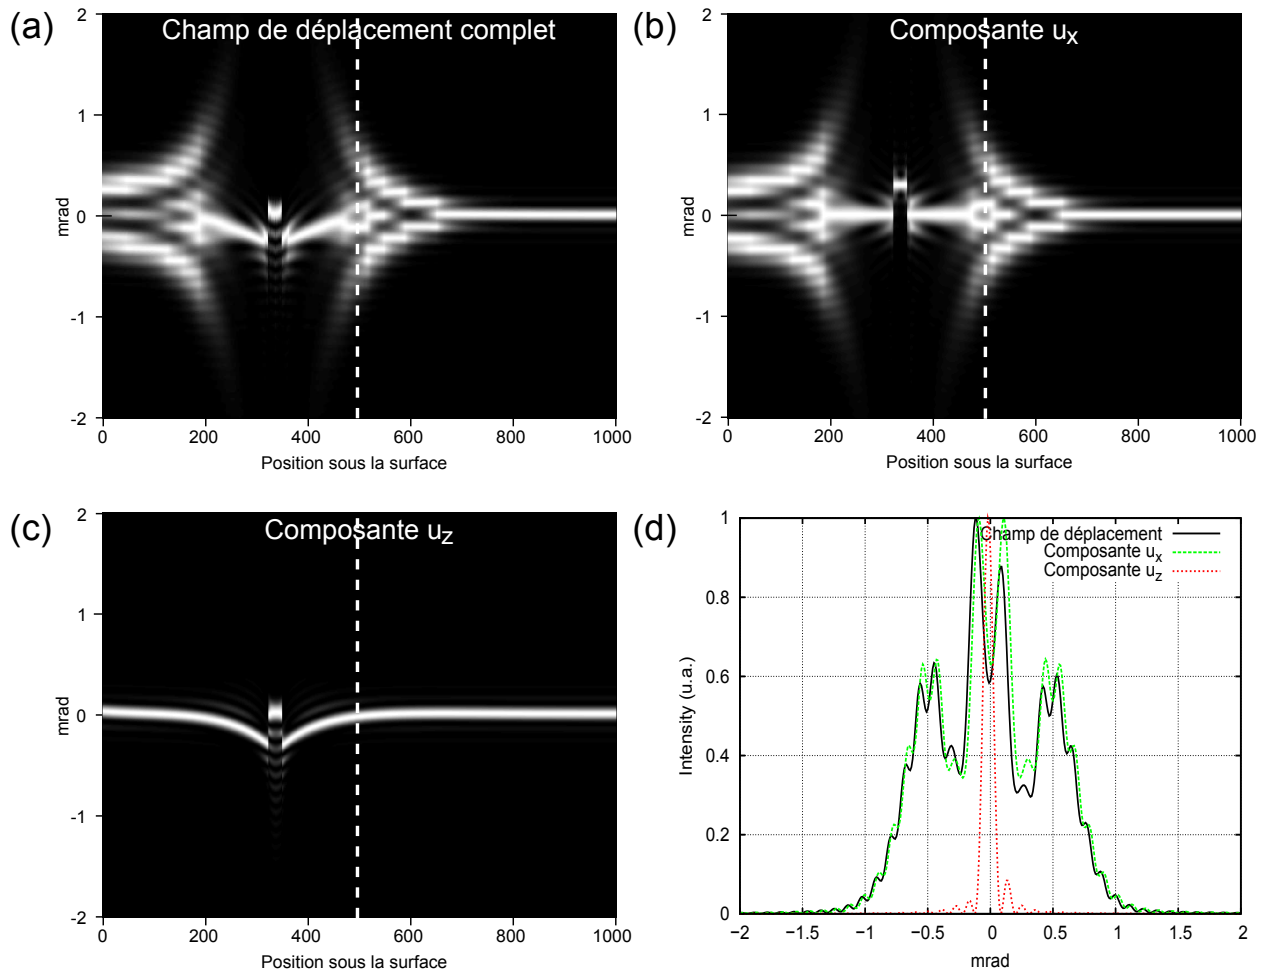 (a)
Champ de déplacement complet
2
1
0
-1
-2
mrad
0
200
400
600
800
1000
Position sous la surface
(b)
Composante ux
2
1
0
-1
-2
mrad
0
200
400
600
800
1000
Position sous la surface
(c)
Composante uz
2
1
0
-1
-2
mrad
0
200
400
600
800
1000
Position sous la surface
(d)
Champ de déplacement
Composante ux
Composante uz
1
0.8
0.6
0.4
0.2
0
Intensity (u.a.)
−2
−1.5
−1
−0.5
0
0.5
1
1.5
2
mrad